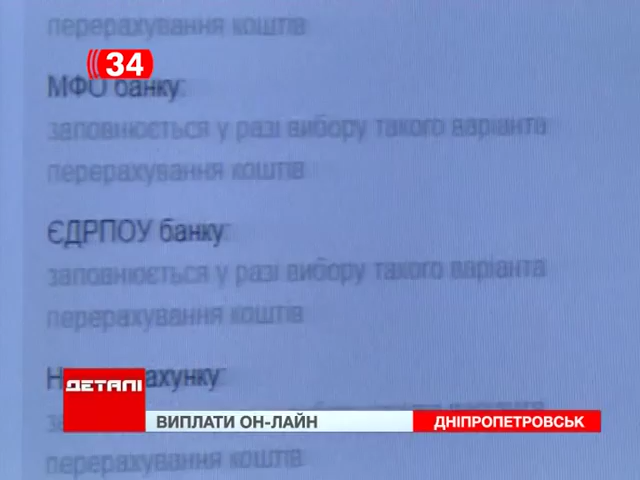 перерахування коштів
34
МФО банку:
заповнюється у разі вибору такого варіанта
перерахування коштів
ЄДРПОУ банку:
заповнюється у разі вибору такого варіанта
перерахування коштів
ДЕТАЛІ
ВИПЛАТИ ОН-ЛАЙН
ДНІПРОПЕТРОВСЬК
перерахування коштів